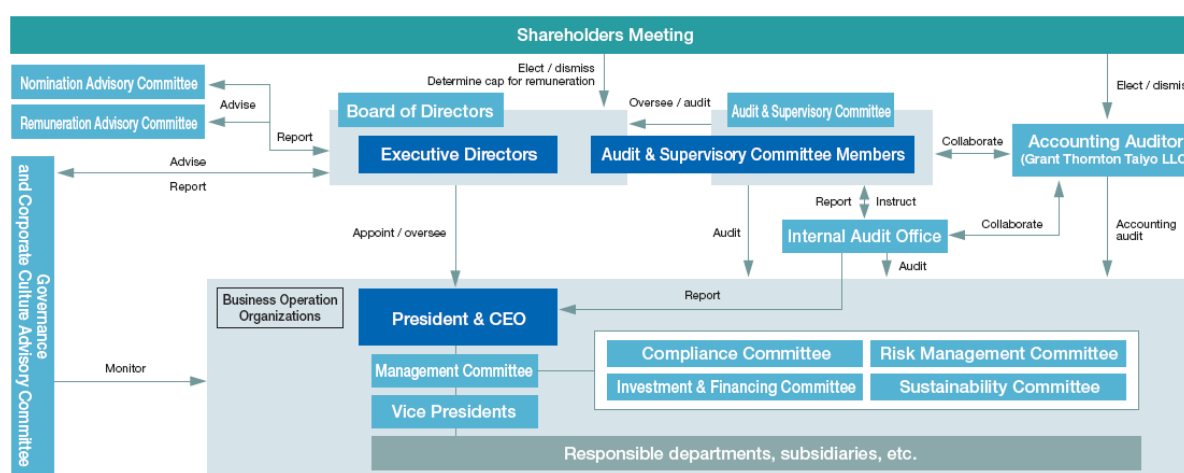 Shareholders Meeting
Nomination Advisory Committee
Remuneration Advisory Committee
Advise
Report
Elect / dismiss
Determine cap for remuneration
Elect / dismiss
Board of Directors
Oversee / audit
Audit & Supervisory Committee
Executive Directors
Audit & Supervisory Committee Members
Collaborate
Accounting Auditor
(Grant Thornton Taiyo LLC)
Advise
Report
Governance
and Corporate Culture Advisory Committee
Appoint / oversee
Audit
Report
Instruct
Internal Audit Office
Collaborate
Accounting
audit
Audit
Report
Business Operation
Organizations
President & CEO
Management Committee
Vice Presidents
Monitor
Compliance Committee
Risk Management Committee
Investment & Financing Committee
Sustainability Committee
Responsible departments, subsidiaries, etc.